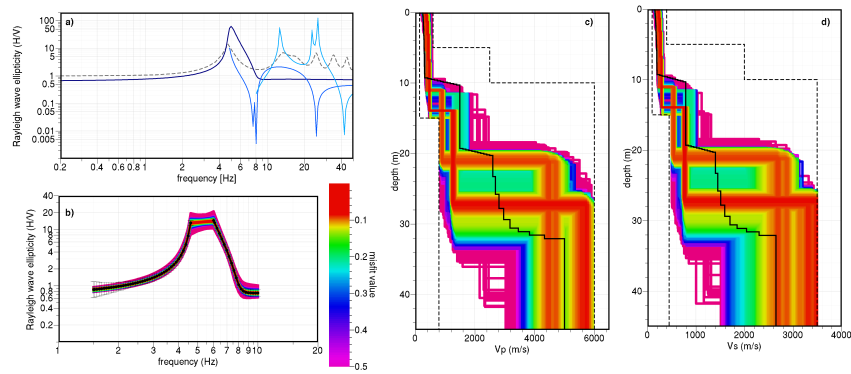 a)
Rayleigh wave ellipticity (H/V)
100
50
20
10
5
2
1
0.5
0.2
0.1
0.05
0.01
0.005
0.2 0.4 0.6 0.8 1 2 4 6 8 10 20 40
frequency [Hz]
b)
Rayleigh wave ellipticity (H/V)
40
20
10
8
6
4
2
1
0.8
0.6
0.4
0.2
1 2 3 4 5 6 7 8 9 10 20
frequency (Hz)
-0.1
-0.2
-0.3
-0.4
-0.5
misfit value
c)
depth (m)
0
10
20
30
40
0 2000 4000 6000
Vp (m/s)
d)
depth (m)
0
10
20
30
40
0 1000 2000 3000 4000
Vs (m/s)